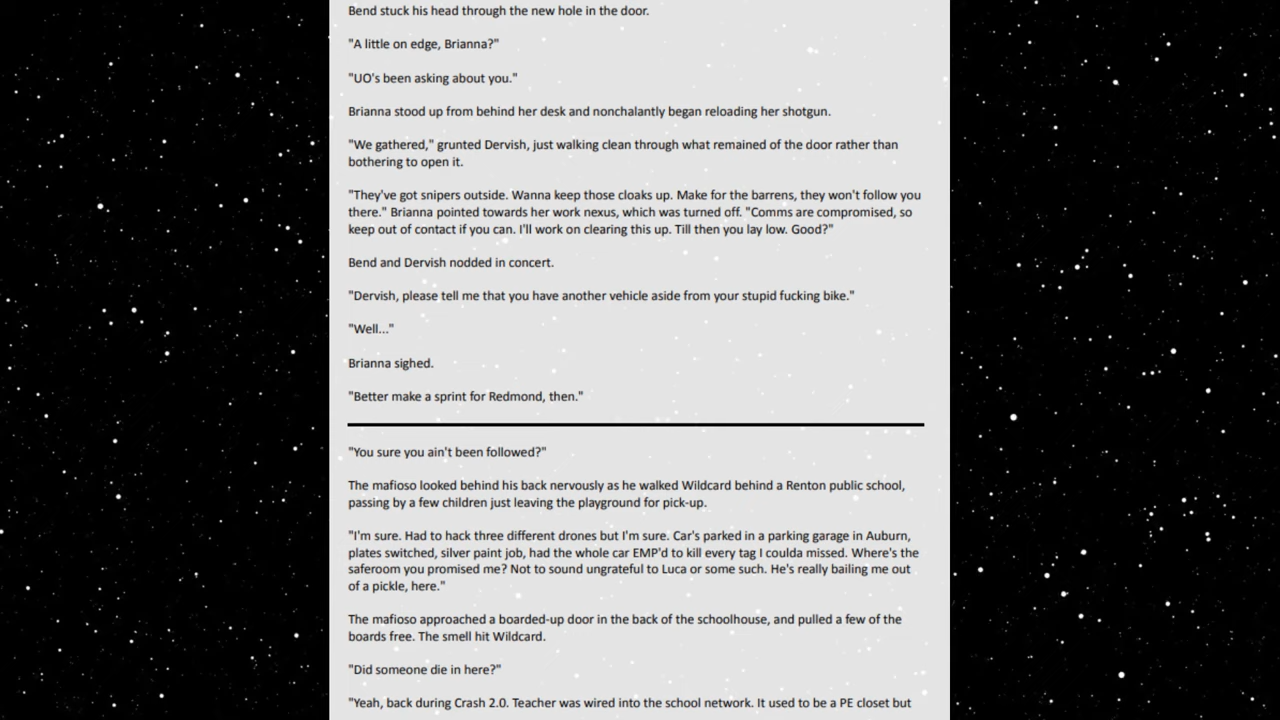 Bend stuck his head through the new hole in the door.
"A little on edge, Brianna?"
"UO's been asking about you."
Brianna stood up from behind her desk and nonchalantly began reloading her shotgun.
"We gathered," grunted Dervish, just walking clean through what remained of the door rather than
bothering to open it.
"They've got snipers outside. Wanna keep those cloaks up. Make for the barrens, they won't follow you
there." Brianna pointed towards her work nexus, which was turned off. "Comms are compromised, so
keep out of contact if you can. I'll work on clearing this up. Till then you lay low. Good?"
Bend and Dervish nodded in concert.
"Dervish, please tell me that you have another vehicle aside from your stupid fucking bike."
"Well..."
Brianna sighed.
"Better make a sprint for Redmond, then."
"You sure you ain't been followed?"
The mafioso looked behind his back nervously as he walked Wildcard behind a Renton public school,
passing by a few children just leaving the playground for pick-up.
"I'm sure. Had to hack three different drones but I'm sure. Car's parked in a parking garage in Auburn,
plates switched, silver paint job, had the whole car EMP'd to kill every tag I coulda missed. Where's the
saferoom you promised me? Not to sound ungrateful to Luca or some such. He's really bailing me out
of a pickle, here."
The mafioso approached a boarded-up door in the back of the schoolhouse, and pulled a few of the
boards free. The smell hit Wildcard.
"Did someone die in here?"
"Yeah, back during Crash 2.0. Teacher was wired into the school network. It used to be a PE closet but